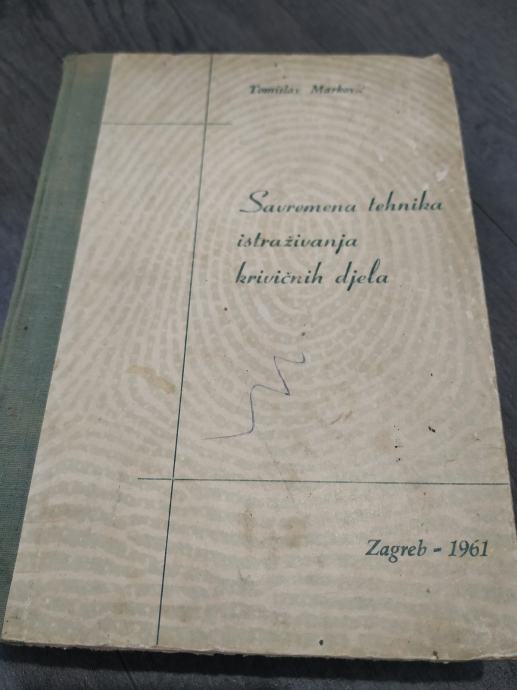 Tomislav Marković
Savremena tehnika
istraživanja
krivičnih djela
Zagreb - 1961